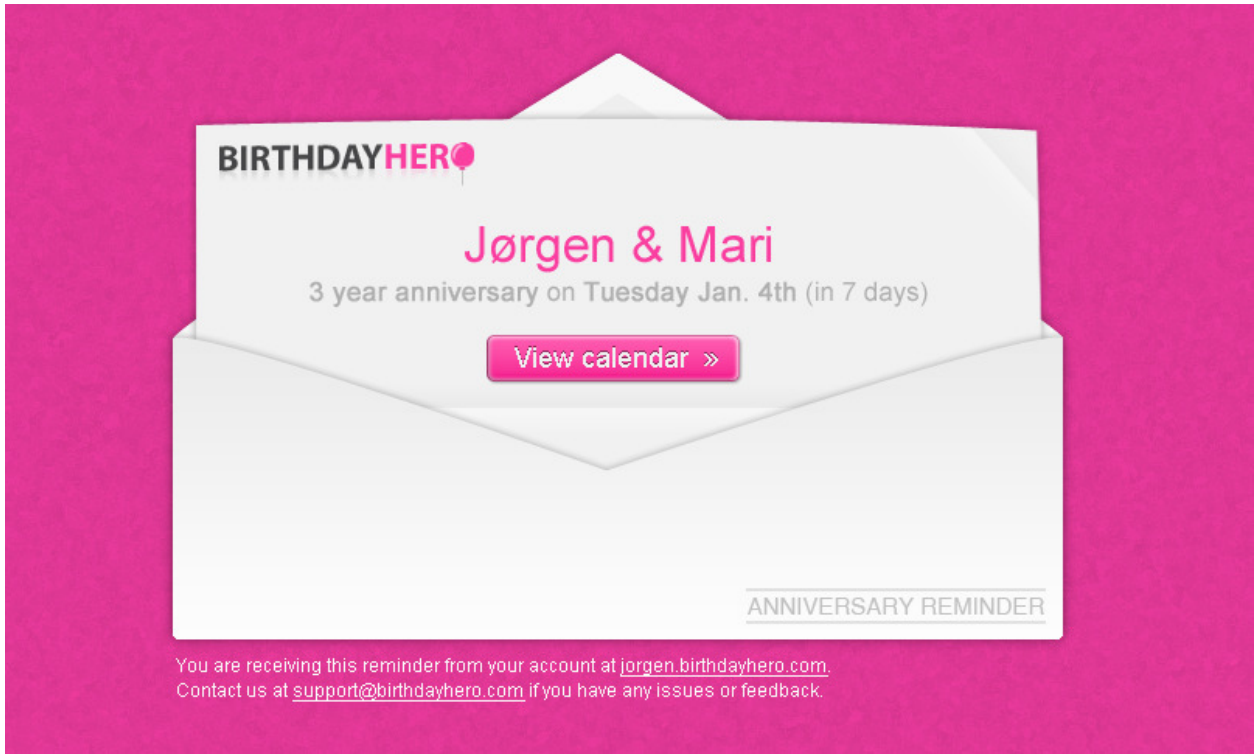 BIRTHDAYHERO
Jørgen & Mari
3 year anniversary on Tuesday Jan. 4th (in 7 days)
View calendar »
ANNIVERSARY REMINDER
You are receiving this reminder from your account at jorgen.birthdayhero.com.
Contact us at support@birthdayhero.com if you have any issues or feedback.